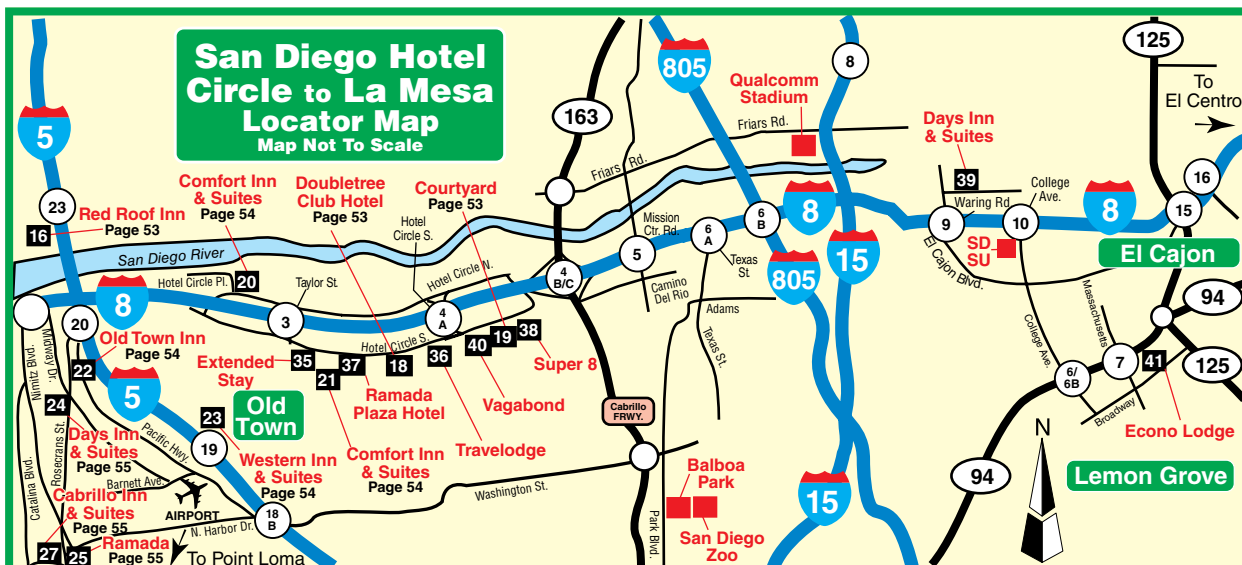 San Diego Hotel
Circle to La Mesa
Locator Map
Map Not To Scale
5
805
8
125
163
To
El Centro
Qualcomm
Stadium
Friars Rd.
Friars Rd.
Days Inn
& Suites
39
23
16
Red Roof Inn
Page 53
Comfort Inn
& Suites
Page 54
20
Doubletree
Club Hotel
Page 53
Courtyard
Page 53
Hotel
Circle S.
San Diego River
Mission
Ctr. Rd.
5
6
A
Texas
St.
6
B
8
805
15
9
Waring Rd.
10
College
Ave.
8
16
15
SD
SU
El Cajon
El Cajon Blvd.
Hotel Circle Pl.
Taylor St.
Hotel Circle N.
4
B/C
Camino
Del Rio
8
20
3
4
A
Hotel Circle S.
Adams
Texas St.
Massachusetts
94
Nimitz Blvd.
Midway Dr.
Old Town Inn
Page 54
22
Extended
Stay
35
21
37
18
36
40
19
38
Super 8
Ramada
Plaza Hotel
Vagabond
Travelodge
College Ave.
6/
6B
7
41
125
Broadway
Econo Lodge
24
Days Inn
& Suites
Page 55
5
Old
Town
23
Western Inn
& Suites
Page 54
Comfort Inn
& Suites
Page 54
Cabrillo
FRWY.
19
Pacific Hwy.
Rosecrans St.
Catalina Blvd.
Barnett Ave.
AIRPORT
18
B
Washington St.
N. Harbor Dr.
To Point Loma
Cabrillo Inn
& Suites
Page 55
27
25
Ramada
Page 55
Balboa
Park
San Diego
Zoo
Park Blvd.
15
94
N
Lemon Grove